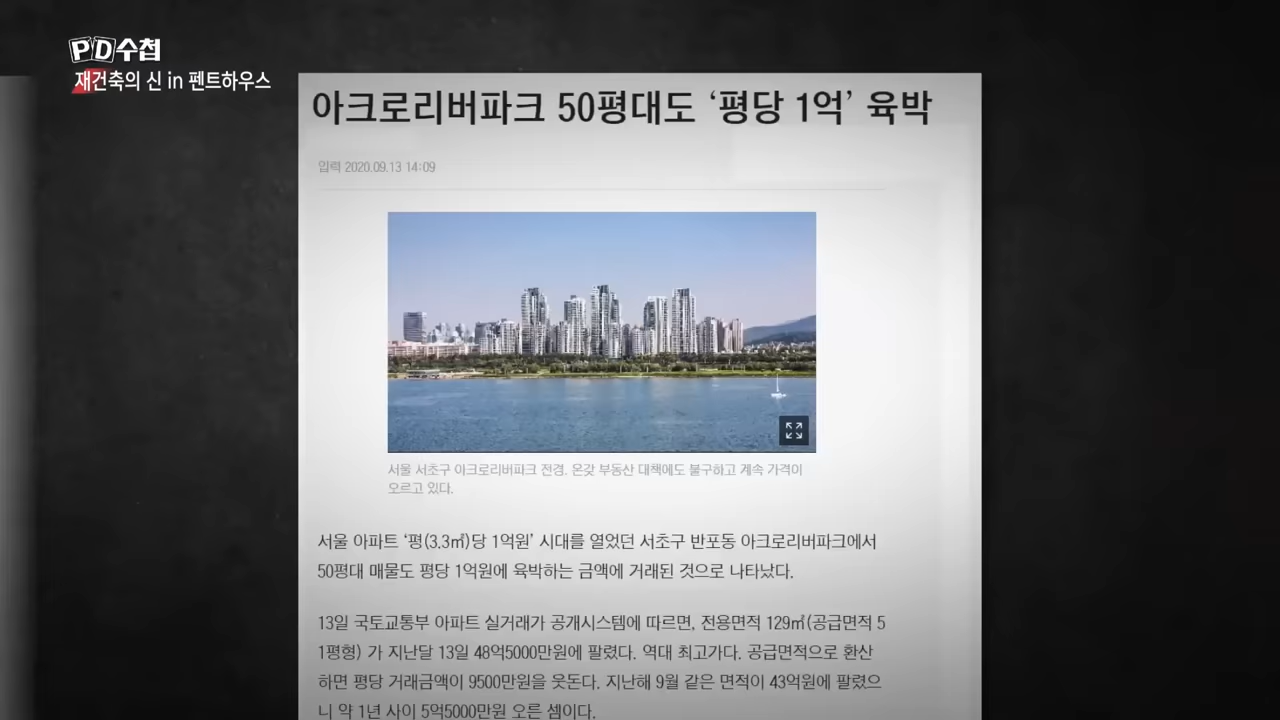 PD수첩
재건축의 신 in 펜트하우스
아크로리버파크 50평대도 ‘평당 1억’ 육박
입력 2020.09.13 14:09
서울 서초구 아크로리버파크 전경. 온갖 부동산 대책에도 불구하고 계속 가격이
오르고 있다.
서울 아파트 ‘평(3.3㎡)당 1억원’ 시대를 열었던 서초구 반포동 아크로리버파크에서
50평대 매물도 평당 1억원에 육박하는 금액에 거래된 것으로 나타났다.
13일 국토교통부 아파트 실거래가 공개시스템에 따르면, 전용면적 129㎡(공급면적 5
1평형) 가 지난달 13일 48억5000만원에 팔렸다. 역대 최고가다. 공급면적으로 환산
하면 평당 거래금액이 9500만원을 웃돈다. 지난해 9월 같은 면적이 43억원에 팔렸으
니 약 1년 사이 5억5000만원 오른 셈이다.